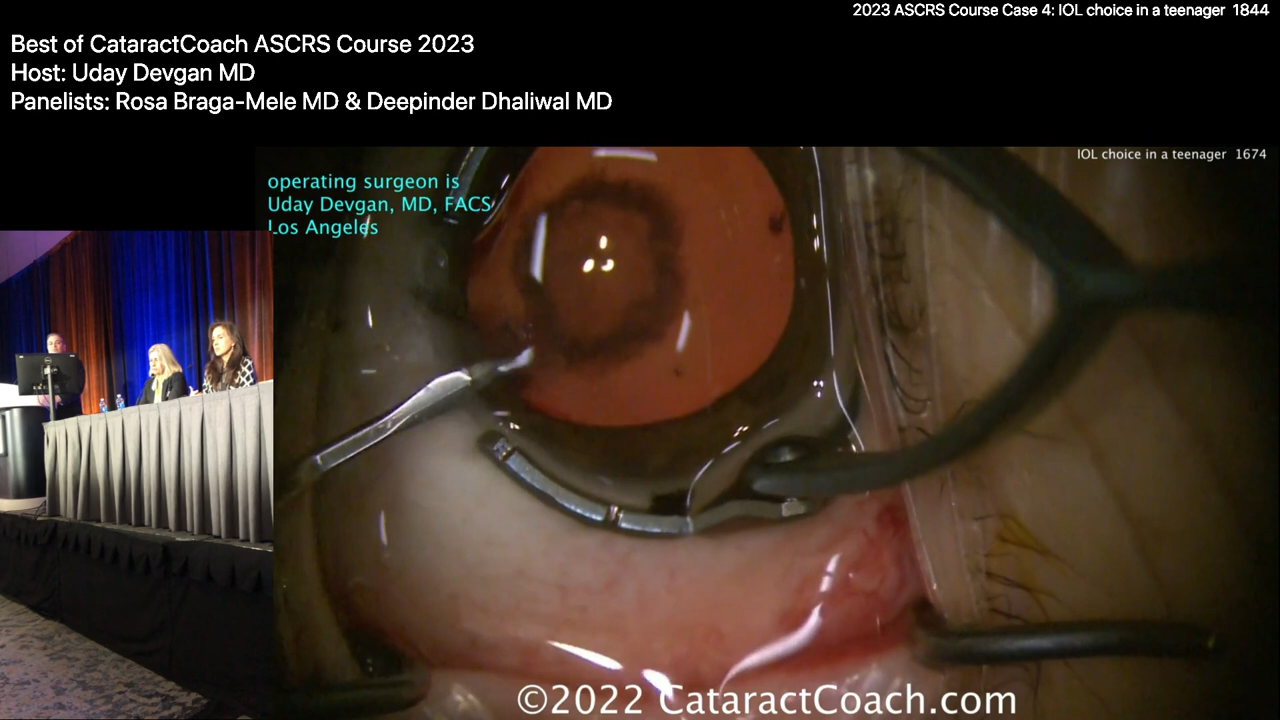 2023 ASCRS Course Case 4: IOL choice in a teenager 1844
Best of CataractCoach ASCRS Course 2023
Host: Uday Devgan MD
Panelists: Rosa Braga-Mele MD & Deepinder Dhaliwal MD
IOL choice in a teenager 1674
operating surgeon is
Uday Devgan, MD, FACS
Los Angeles
©2022 CataractCoach.com